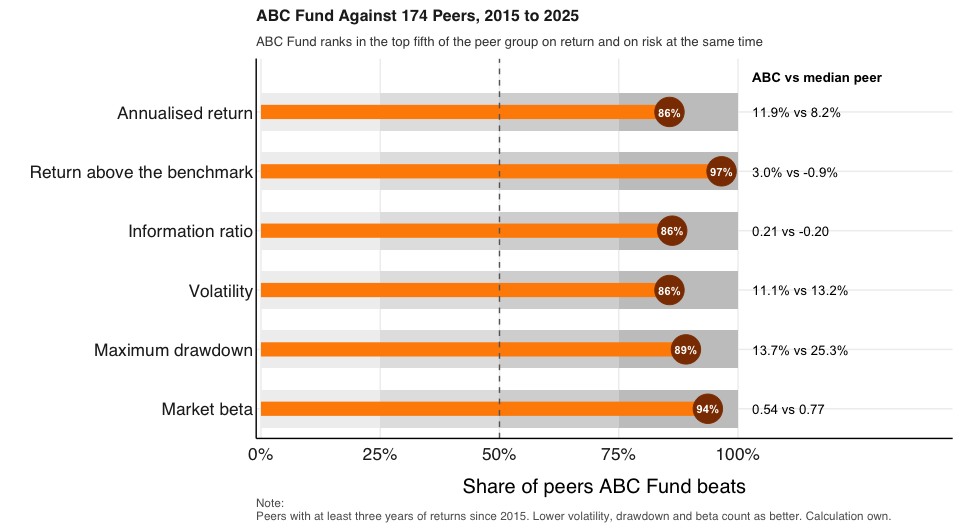 ABC Fund Against 174 Peers, 2015 to 2025
ABC Fund ranks in the top fifth of the peer group on return and on risk at the same time
ABC vs median peer
Annualised return 86% 11.9% vs 8.2%
Return above the benchmark 97% 3.0% vs -0.9%
Information ratio 86% 0.21 vs -0.20
Volatility 86% 11.1% vs 13.2%
Maximum drawdown 89% 13.7% vs 25.3%
Market beta 94% 0.54 vs 0.77
0% 25% 50% 75% 100%
Share of peers ABC Fund beats
Note:
Peers with at least three years of returns since 2015. Lower volatility, drawdown and beta count as better. Calculation own.